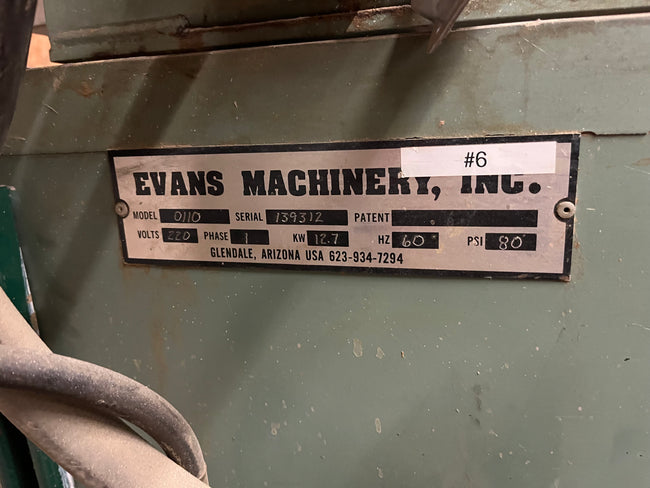 #6
EVANS MACHINERY, INC.
MODEL 0110 SERIAL 139312 PATENT
VOLTS 220 PHASE 1 KW 12.7 HZ 60 PSI 80
GLENDALE, ARIZONA USA 623-934-7294